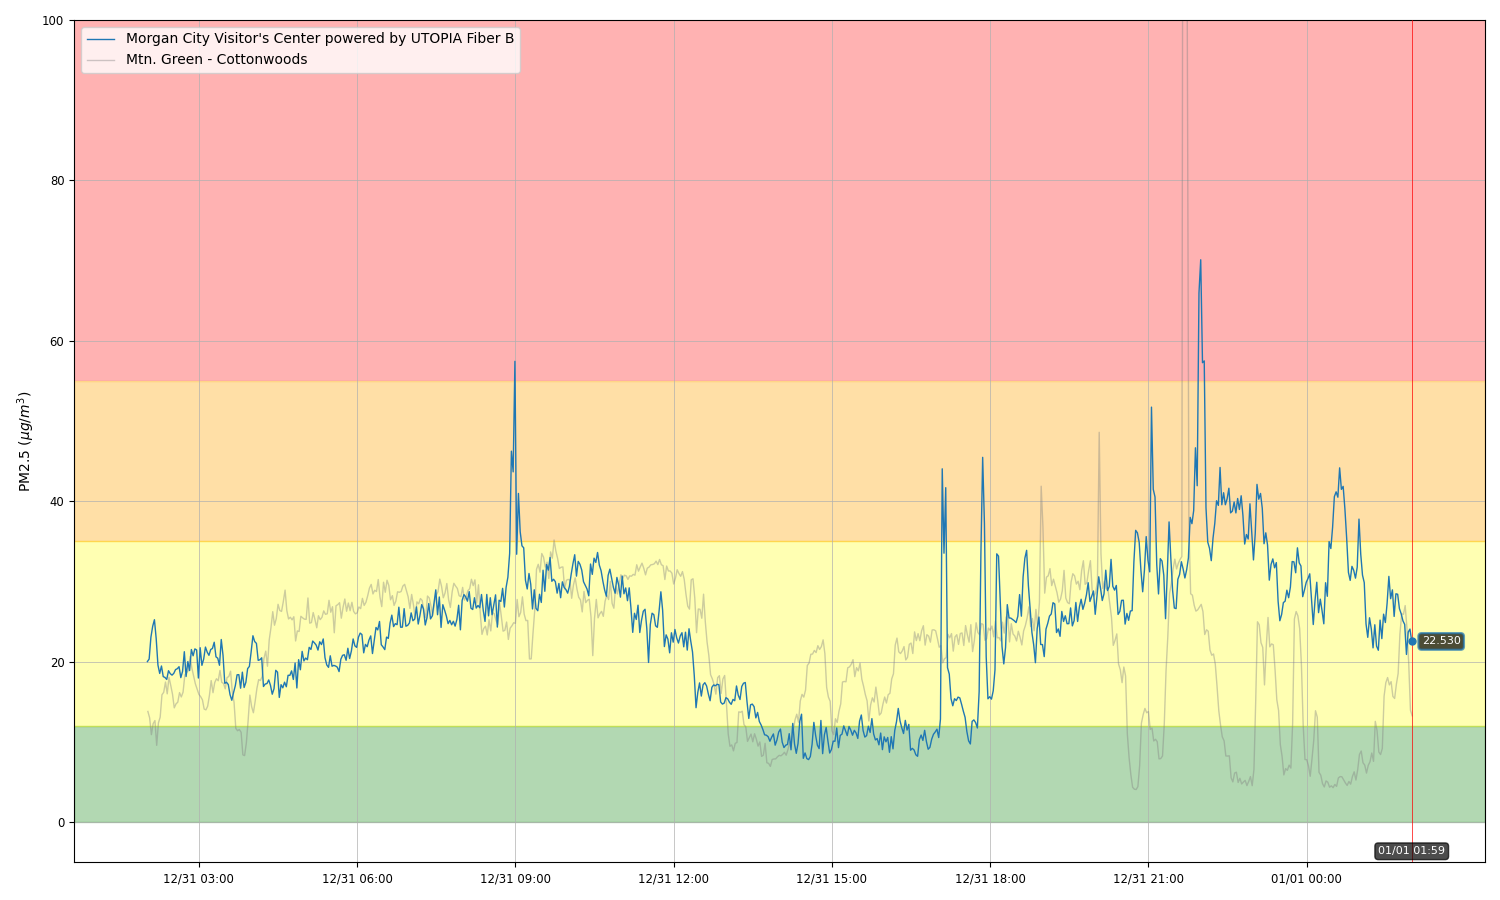 100
Morgan City Visitor's Center powered by UTOPIA Fiber B
Mtn. Green - Cottonwoods
80
60
PM2.5 (μg/m³)
40
20
22.530
0
01/01 01:59
12/31 03:00 12/31 06:00 12/31 09:00 12/31 12:00 12/31 15:00 12/31 18:00 12/31 21:00 01/01 00:00